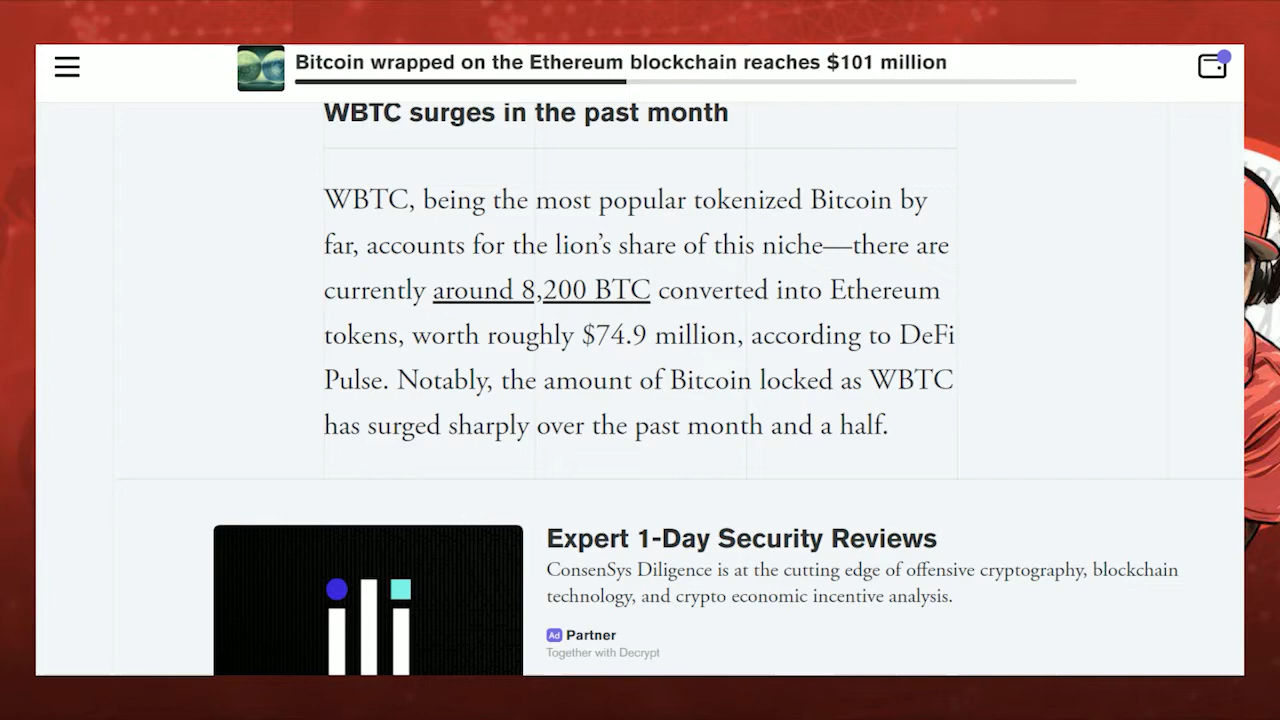 Bitcoin wrapped on the Ethereum blockchain reaches $101 million
WBTC surges in the past month
WBTC, being the most popular tokenized Bitcoin by
far, accounts for the lion’s share of this niche—there are
currently around 8,200 BTC converted into Ethereum
tokens, worth roughly $74.9 million, according to DeFi
Pulse. Notably, the amount of Bitcoin locked as WBTC
has surged sharply over the past month and a half.
Expert 1-Day Security Reviews
ConsenSys Diligence is at the cutting edge of offensive cryptography, blockchain
technology, and crypto economic incentive analysis.
Ad Partner
Together with Decrypt